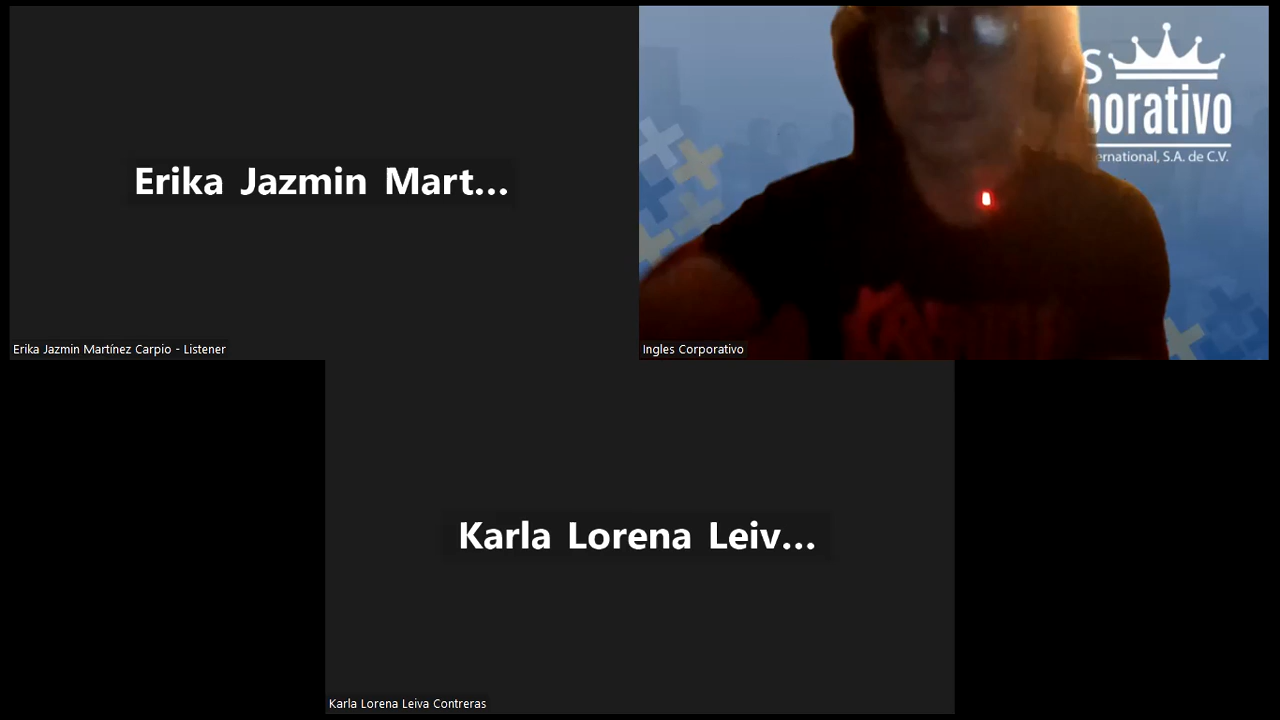 Erika Jazmin Mart...
s
porativo
ernational, S.A. de C.V.
Erika Jazmin Martínez Carpio - Listener
Ingles Corporativo
Karla Lorena Leiv...
Karla Lorena Leiva Contreras